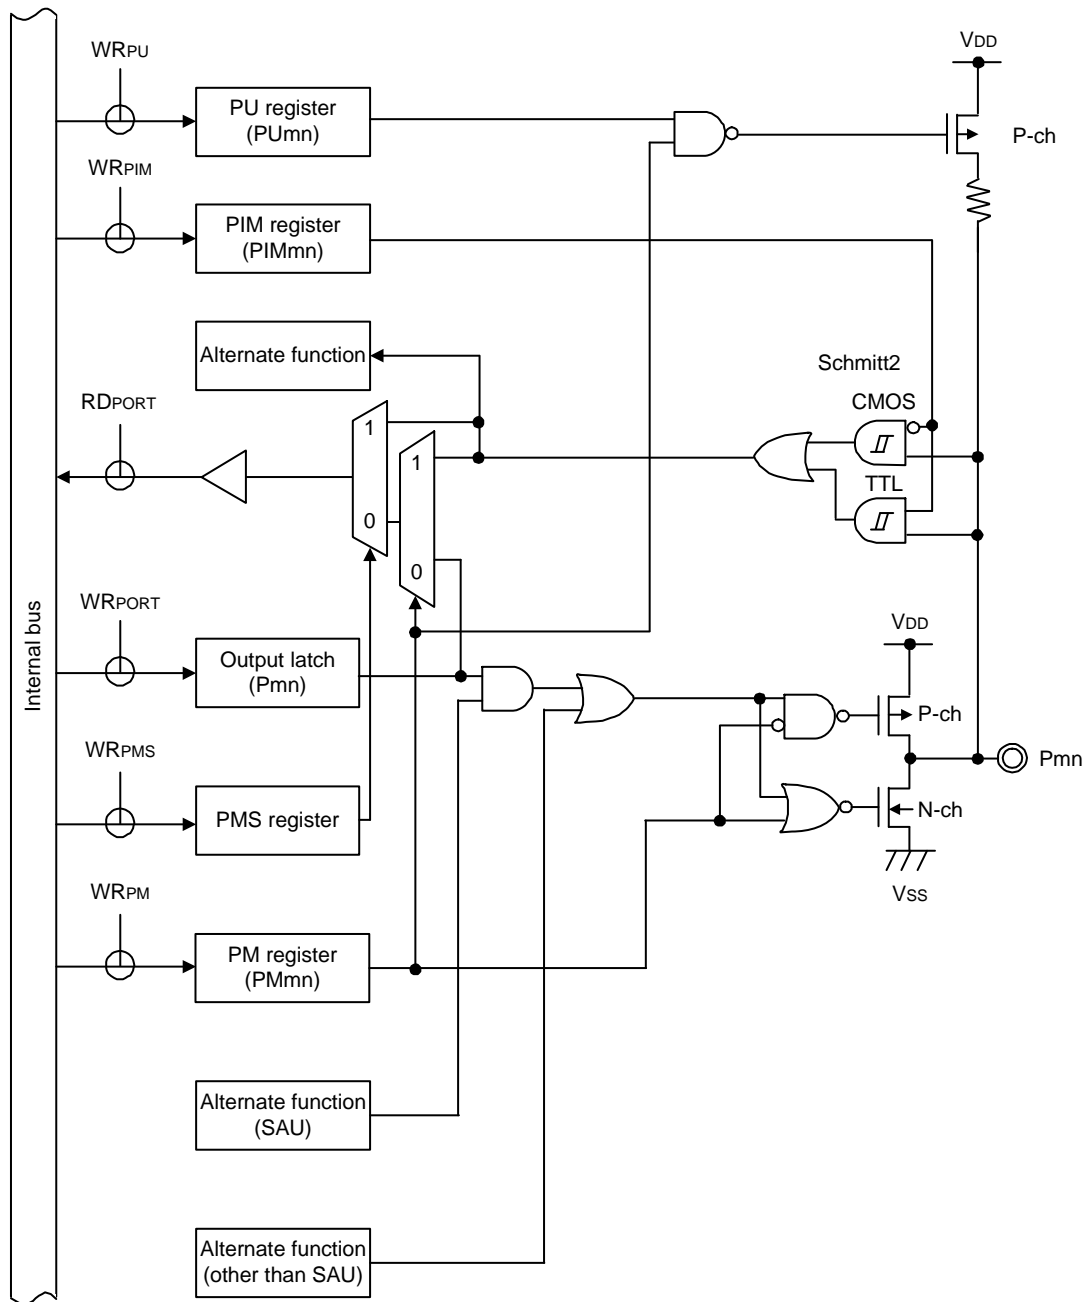 WRPU
VDD
PU register
(PUmn)
P-ch
WRPIM
PIM register
(PIMmn)
Alternate function
Schmitt2
RDPORT
CMOS
1
1
TTL
0
0
Internal bus
WRPORT
VDD
Output latch
(Pmn)
P-ch
WRPMS
Pmn
PMS register
N-ch
WRPM
VSS
PM register
(PMmn)
Alternate function
(SAU)
Alternate function
(other than SAU)